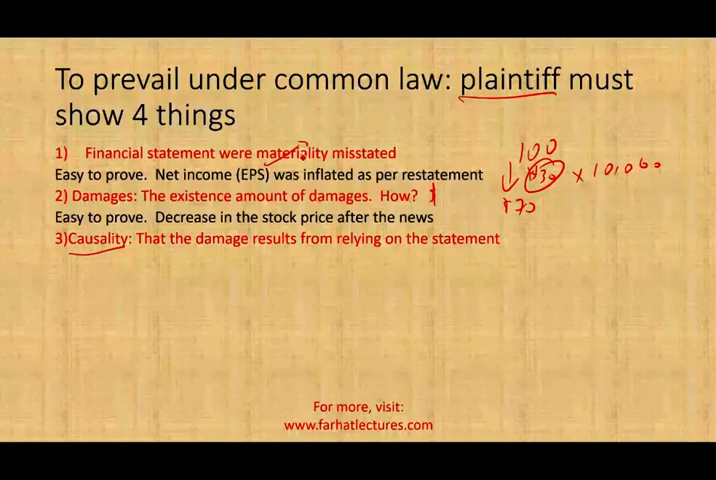 To prevail under common law: plaintiff must
show 4 things
1) Financial statement were materiality misstated
Easy to prove. Net income (EPS) was inflated as per restatement
2) Damages: The existence amount of damages. How?
Easy to prove. Decrease in the stock price after the news
3)Causality: That the damage results from relying on the statement
100
$30 x 10,000
$70
For more, visit:
www.farhatlectures.com